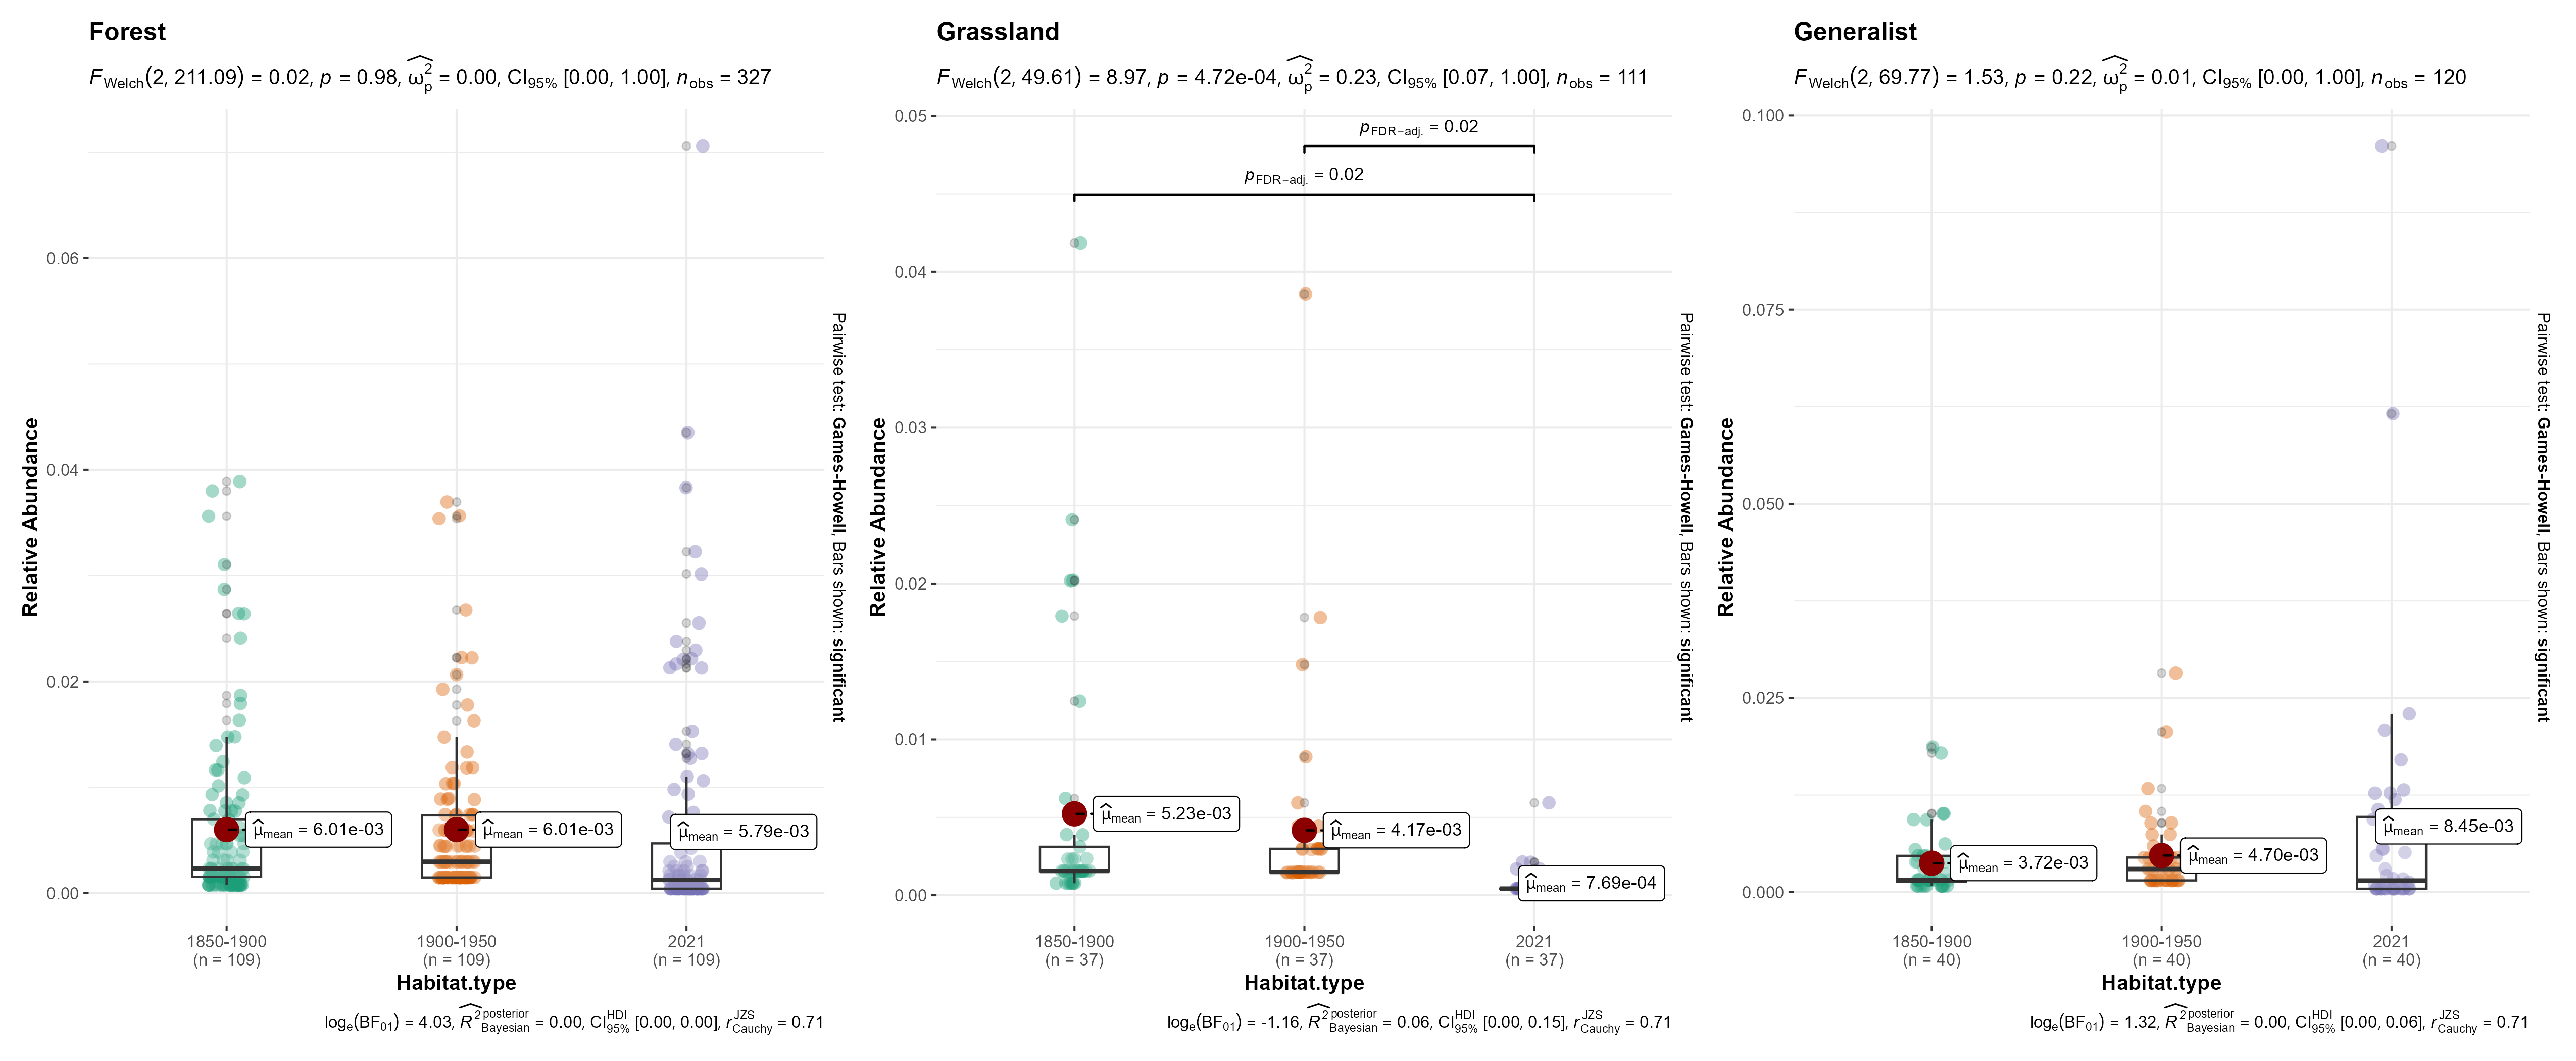 Forest
F_Welch(2, 211.09) = 0.02, p = 0.98, ω̂²_p = 0.00, CI_95% [0.00, 1.00], n_obs = 327
0.06
0.04
0.02
0.00
Relative Abundance
μ̂_mean = 6.01e-03
μ̂_mean = 6.01e-03
μ̂_mean = 5.79e-03
Pairwise test: Games-Howell, Bars shown: significant
1850-1900
(n = 109)
1900-1950
(n = 109)
2021
(n = 109)
Habitat.type
log_e(BF_01) = 4.03, R̂²^posterior_Bayesian = 0.00, CI^HDI_95% [0.00, 0.00], r^JZS_Cauchy = 0.71
Grassland
F_Welch(2, 49.61) = 8.97, p = 4.72e-04, ω̂²_p = 0.23, CI_95% [0.07, 1.00], n_obs = 111
0.05
0.04
0.03
0.02
0.01
0.00
Relative Abundance
p_FDR-adj. = 0.02
p_FDR-adj. = 0.02
μ̂_mean = 5.23e-03
μ̂_mean = 4.17e-03
μ̂_mean = 7.69e-04
Pairwise test: Games-Howell, Bars shown: significant
1850-1900
(n = 37)
1900-1950
(n = 37)
2021
(n = 37)
Habitat.type
log_e(BF_01) = -1.16, R̂²^posterior_Bayesian = 0.06, CI^HDI_95% [0.00, 0.15], r^JZS_Cauchy = 0.71
Generalist
F_Welch(2, 69.77) = 1.53, p = 0.22, ω̂²_p = 0.01, CI_95% [0.00, 1.00], n_obs = 120
0.100
0.075
0.050
0.025
0.000
Relative Abundance
μ̂_mean = 3.72e-03
μ̂_mean = 4.70e-03
μ̂_mean = 8.45e-03
Pairwise test: Games-Howell, Bars shown: significant
1850-1900
(n = 40)
1900-1950
(n = 40)
2021
(n = 40)
Habitat.type
log_e(BF_01) = 1.32, R̂²^posterior_Bayesian = 0.00, CI^HDI_95% [0.00, 0.06], r^JZS_Cauchy = 0.71